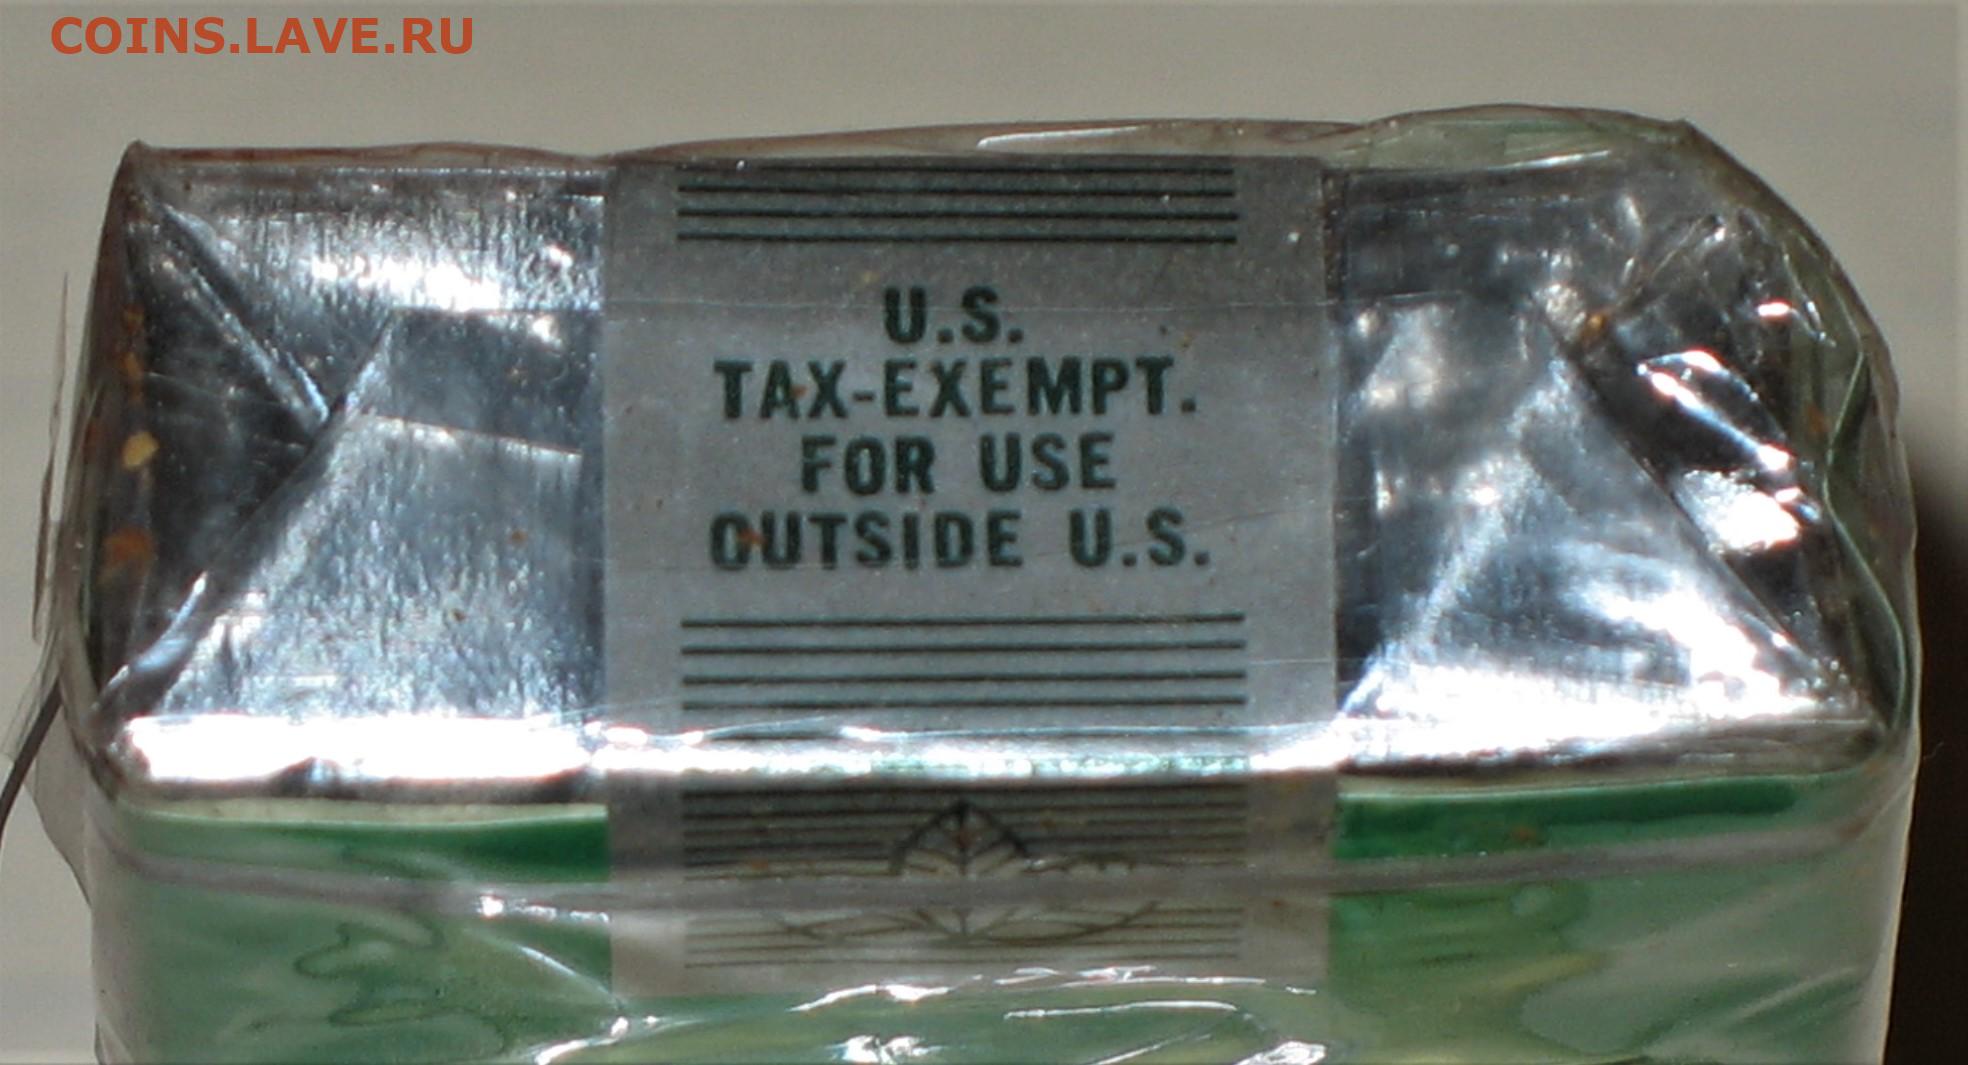 COINS.LAVE.RU
U.S.
TAX-EXEMPT.
FOR USE
OUTSIDE U.S.